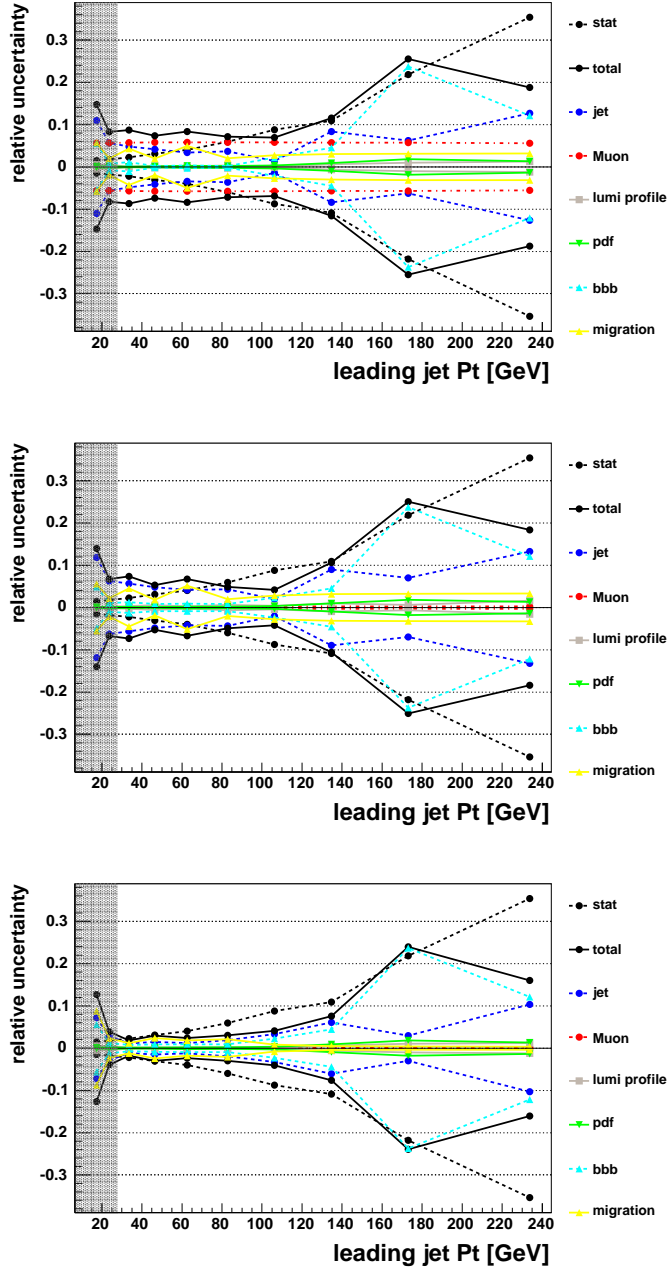 relative uncertainty
0.3
0.2
0.1
0
-0.1
-0.2
-0.3
20 40 60 80 100 120 140 160 180 200 220 240
leading jet Pt [GeV]
stat
total
jet
Muon
lumi profile
pdf
bbb
migration
relative uncertainty
0.3
0.2
0.1
0
-0.1
-0.2
-0.3
20 40 60 80 100 120 140 160 180 200 220 240
leading jet Pt [GeV]
stat
total
jet
Muon
lumi profile
pdf
bbb
migration
relative uncertainty
0.3
0.2
0.1
0
-0.1
-0.2
-0.3
20 40 60 80 100 120 140 160 180 200 220 240
leading jet Pt [GeV]
stat
total
jet
Muon
lumi profile
pdf
bbb
migration